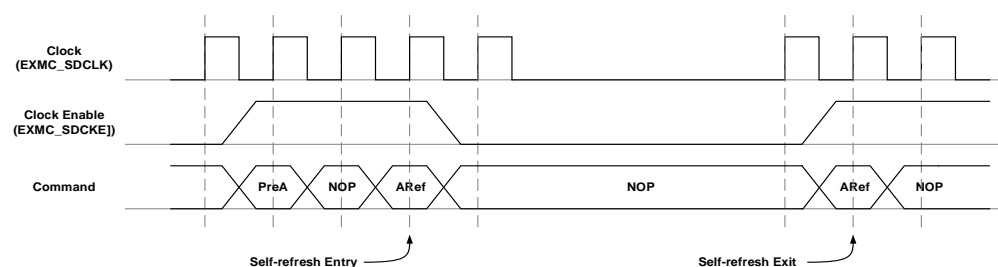 Clock
(EXMC_SDCLK)
Clock Enable
(EXMC_SDCKE])
Command
PreA
NOP
ARef
NOP
ARef
NOP
Self-refresh Entry
Self-refresh Exit